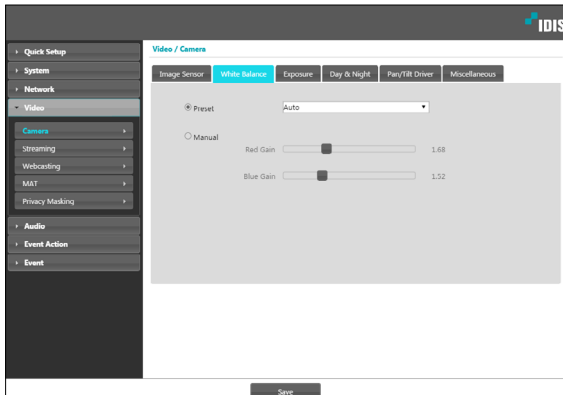 IDIS
Quick Setup
System
Network
Video
Camera
Streaming
Webcasting
MAT
Privacy Masking
Audio
Event Action
Event
Video / Camera
Image Sensor White Balance Exposure Day & Night Pan/Tilt Driver Miscellaneous
Preset Auto
Manual
Red Gain 1.68
Blue Gain 1.52
Save